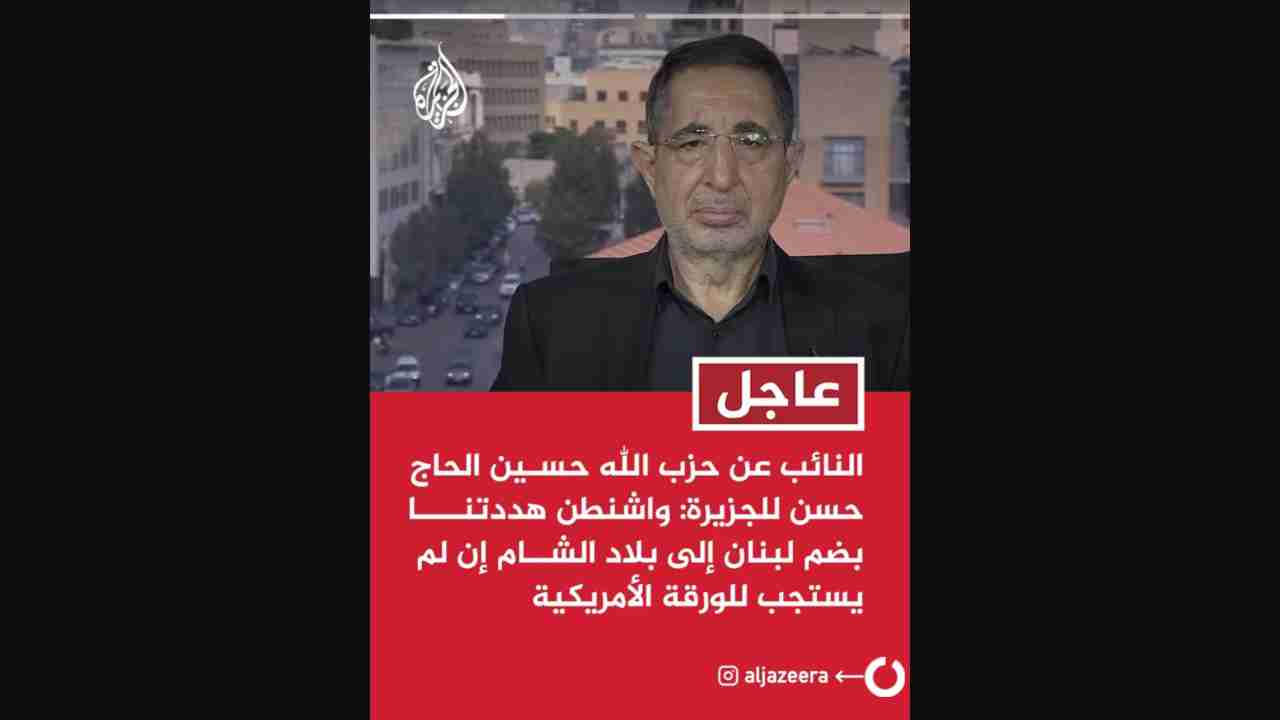 الجزيرة
عاجل
النائب عن حزب الله حسين الحاج
حسن للجزيرة: واشنطن هددتنا
بضم لبنان إلى بلاد الشام إن لم
يستجب للورقة الأمريكية
aljazeera